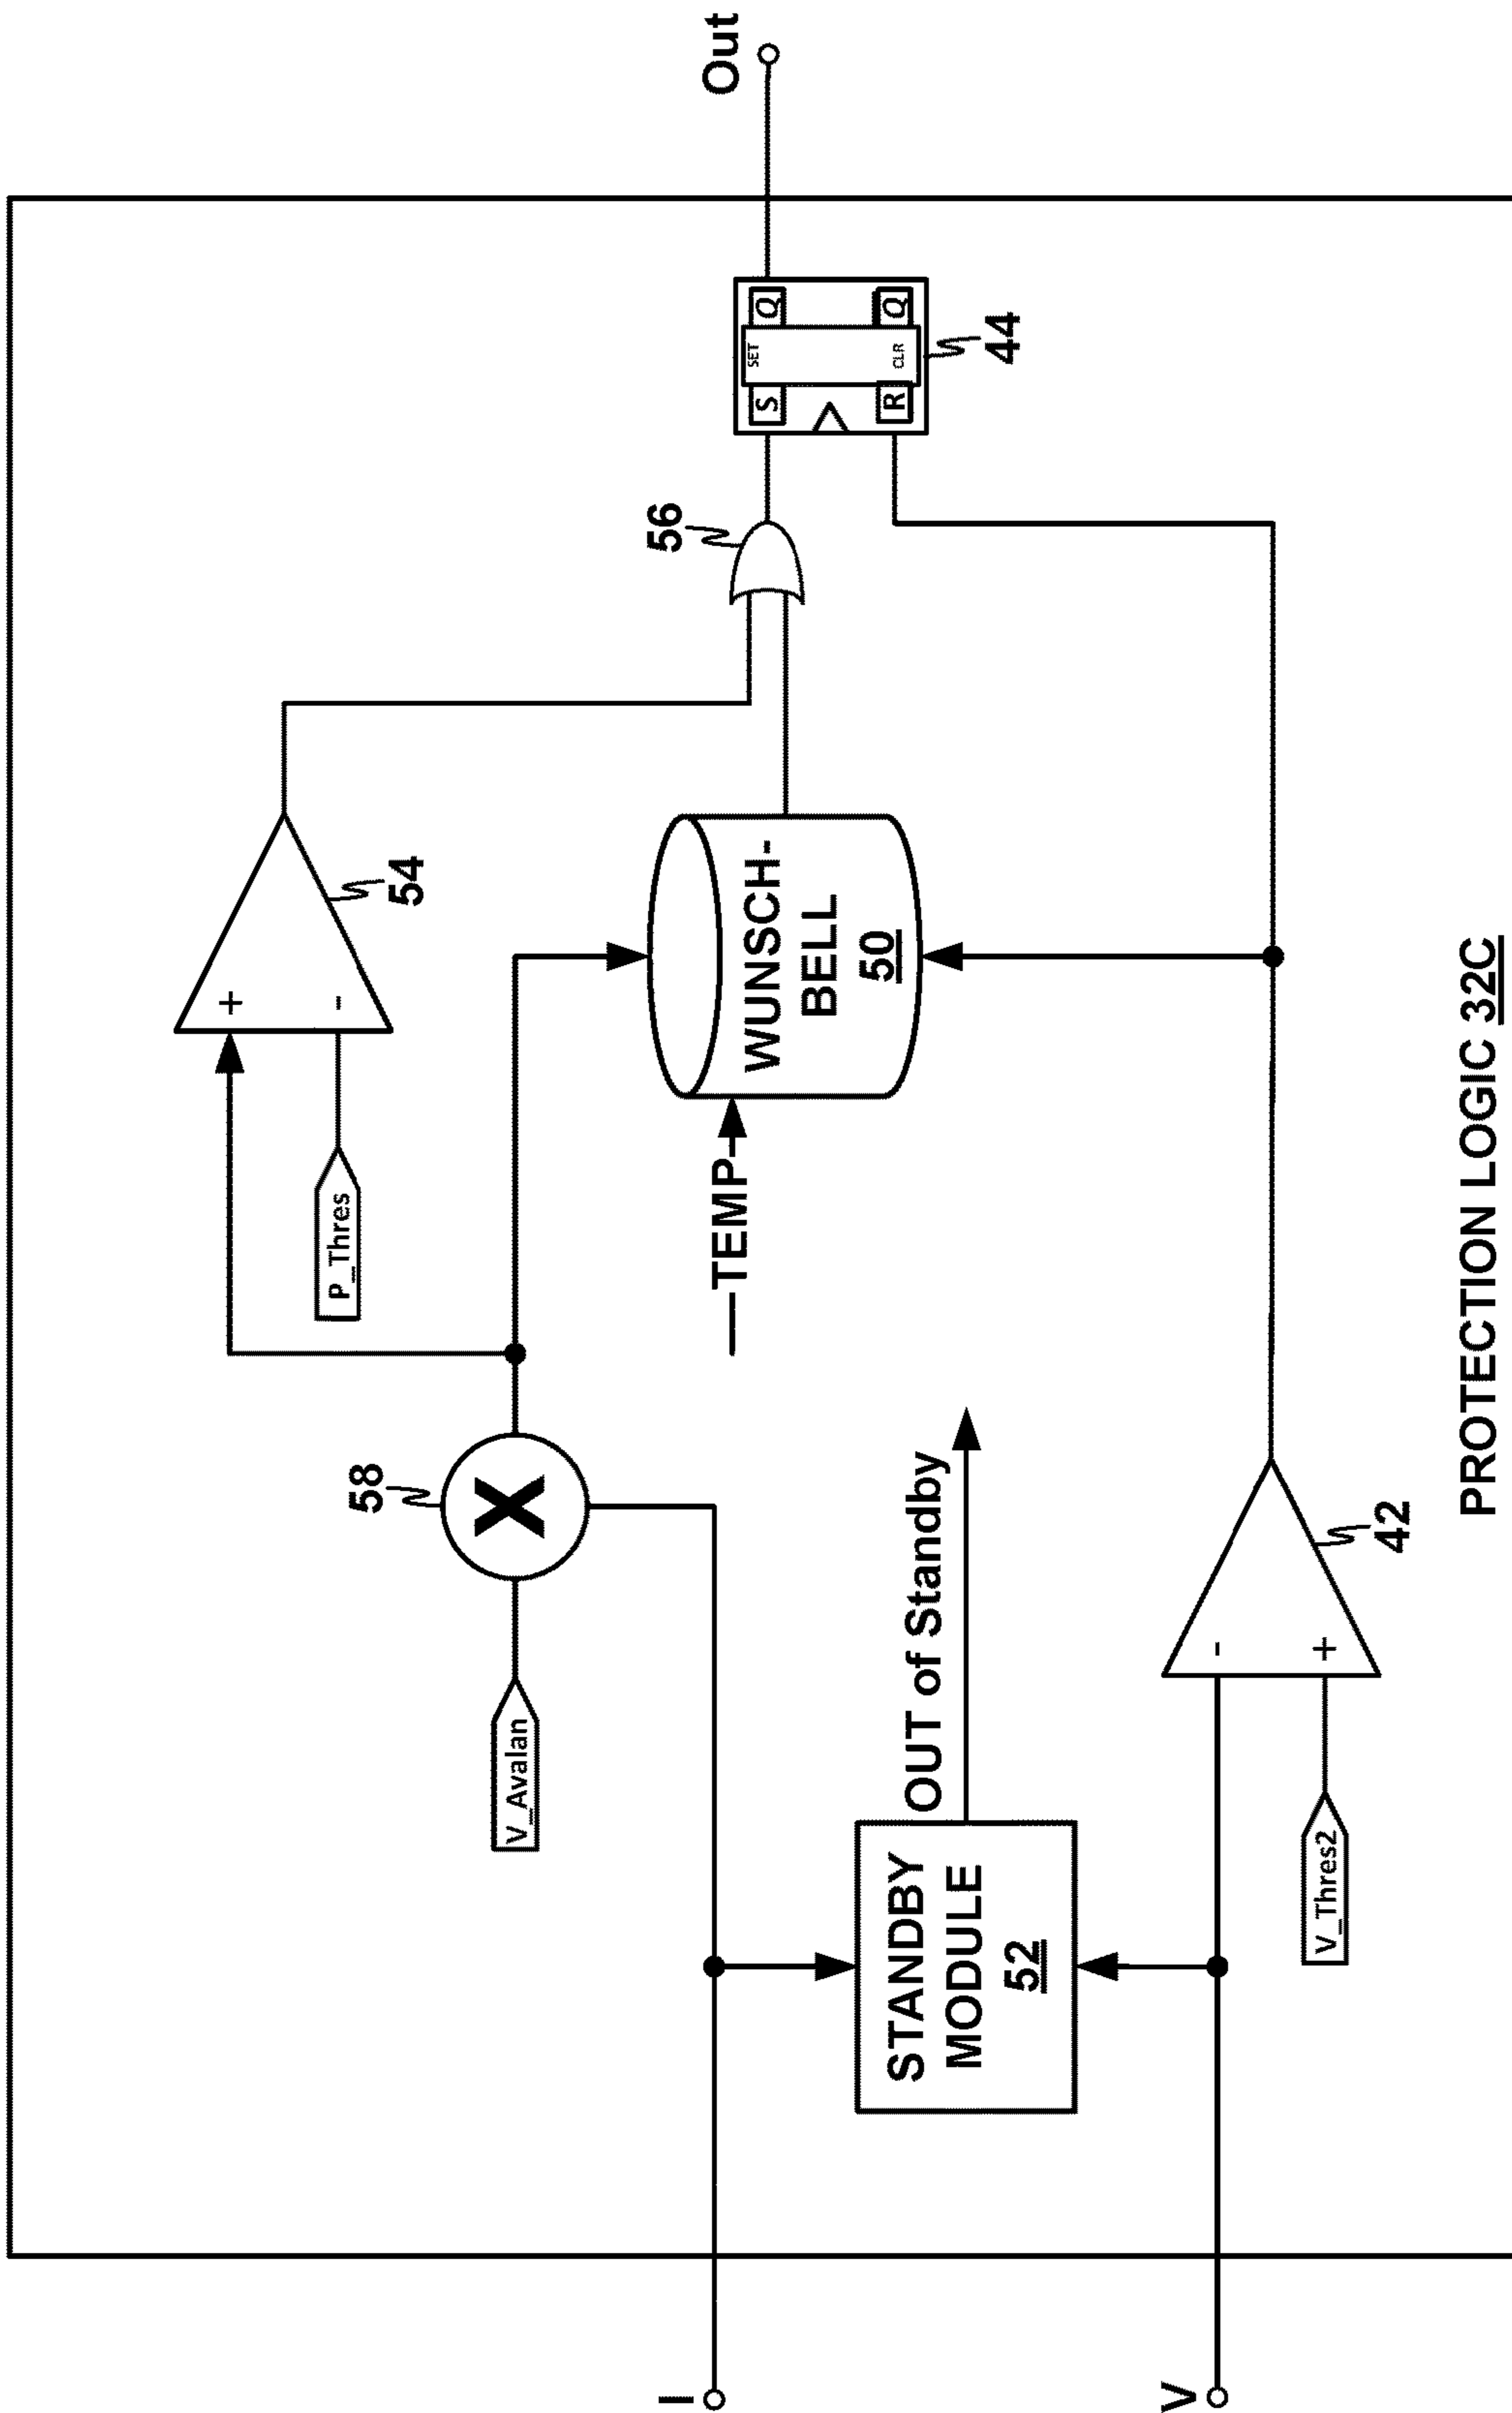 54
+
-
P_Thres
58
X
V_Avalan
56
Out
S
SET
Q
R
CLR
Q
44
WUNSCH-
BELL
50
TEMP
I
STANDBY
MODULE
52
OUT of Standby
V
-
+
V_Thres2
42
PROTECTION LOGIC 32C